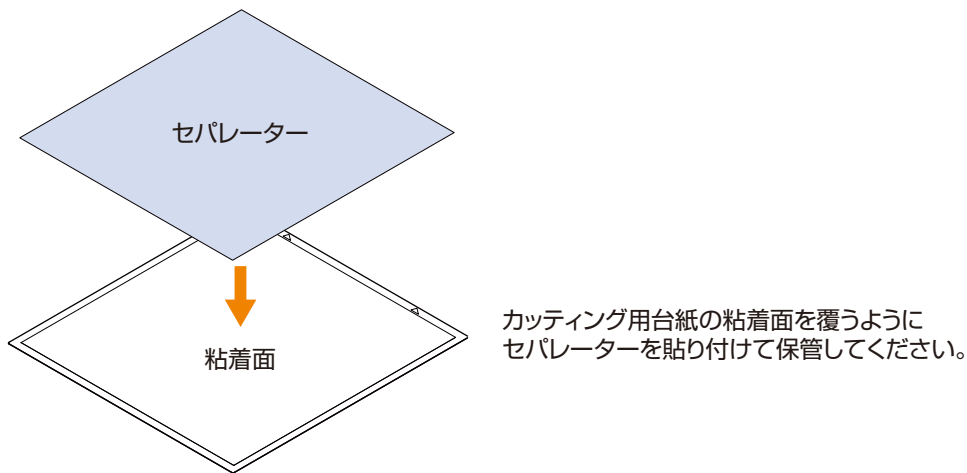 セパレーター
粘着面
カッティング用台紙の粘着面を覆うように
セパレーターを貼り付けて保管してください。